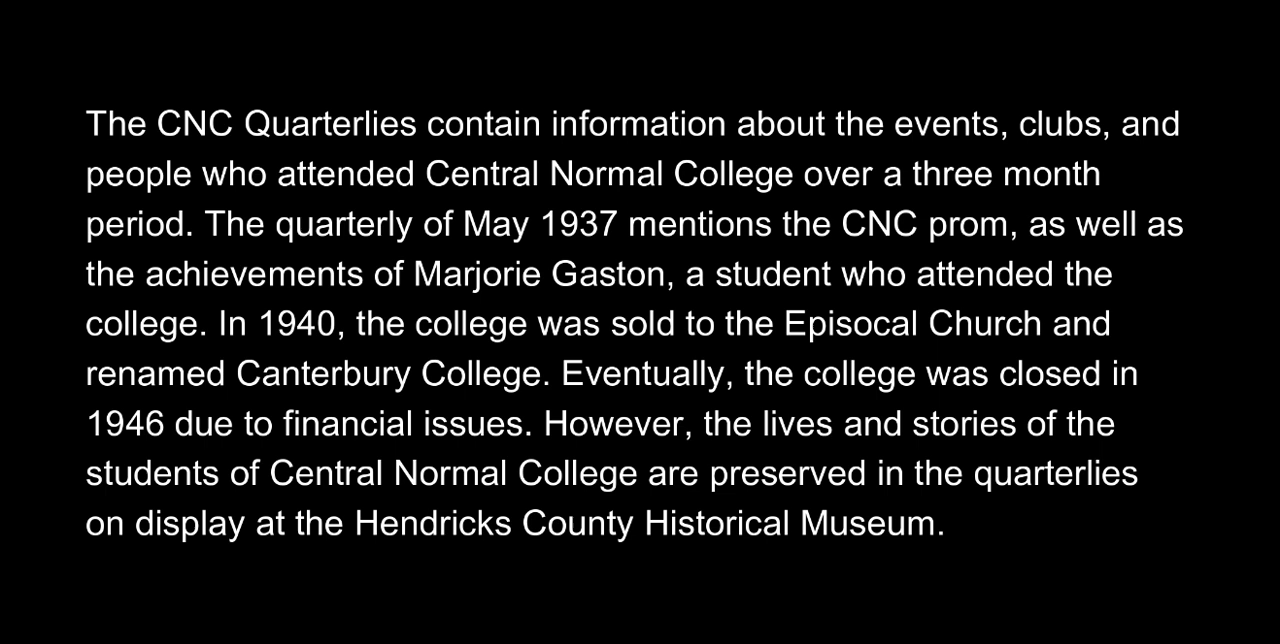 The CNC Quarterlies contain information about the events, clubs, and
people who attended Central Normal College over a three month
period. The quarterly of May 1937 mentions the CNC prom, as well as
the achievements of Marjorie Gaston, a student who attended the
college. In 1940, the college was sold to the Episocal Church and
renamed Canterbury College. Eventually, the college was closed in
1946 due to financial issues. However, the lives and stories of the
students of Central Normal College are preserved in the quarterlies
on display at the Hendricks County Historical Museum.